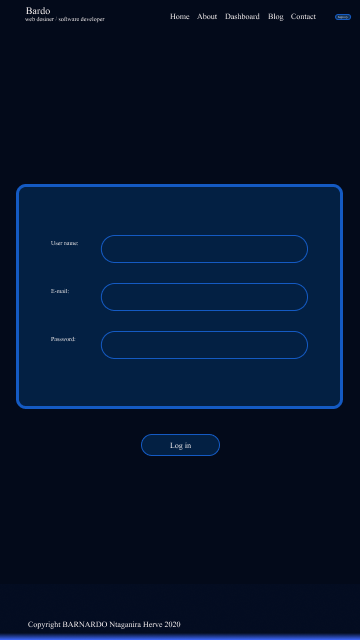 Bardo
web desiner / software developer
Home About Dashboard Blog Contact
User name:
E-mail:
Password:
Log in
Copyright BARNARDO Ntaganira Herve 2020